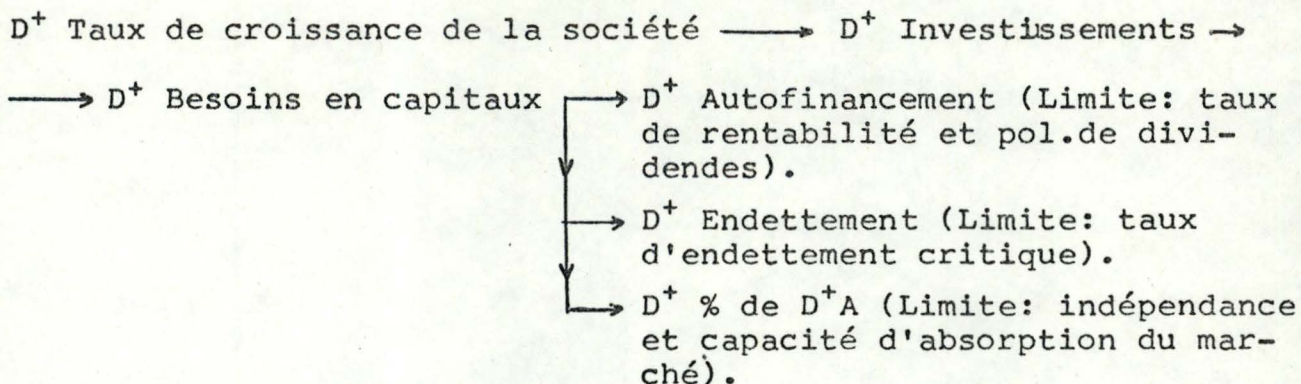 D⁺ Taux de croissance de la société ⟶ D⁺ Investissements →
⟶ D⁺ Besoins en capitaux → D⁺ Autofinancement (Limite: taux
de rentabilité et pol.de divi-
dendes).
→ D⁺ Endettement (Limite: taux
d'endettement critique).
→ D⁺ % de D⁺A (Limite: indépendance
et capacité d'absorption du mar-
ché).